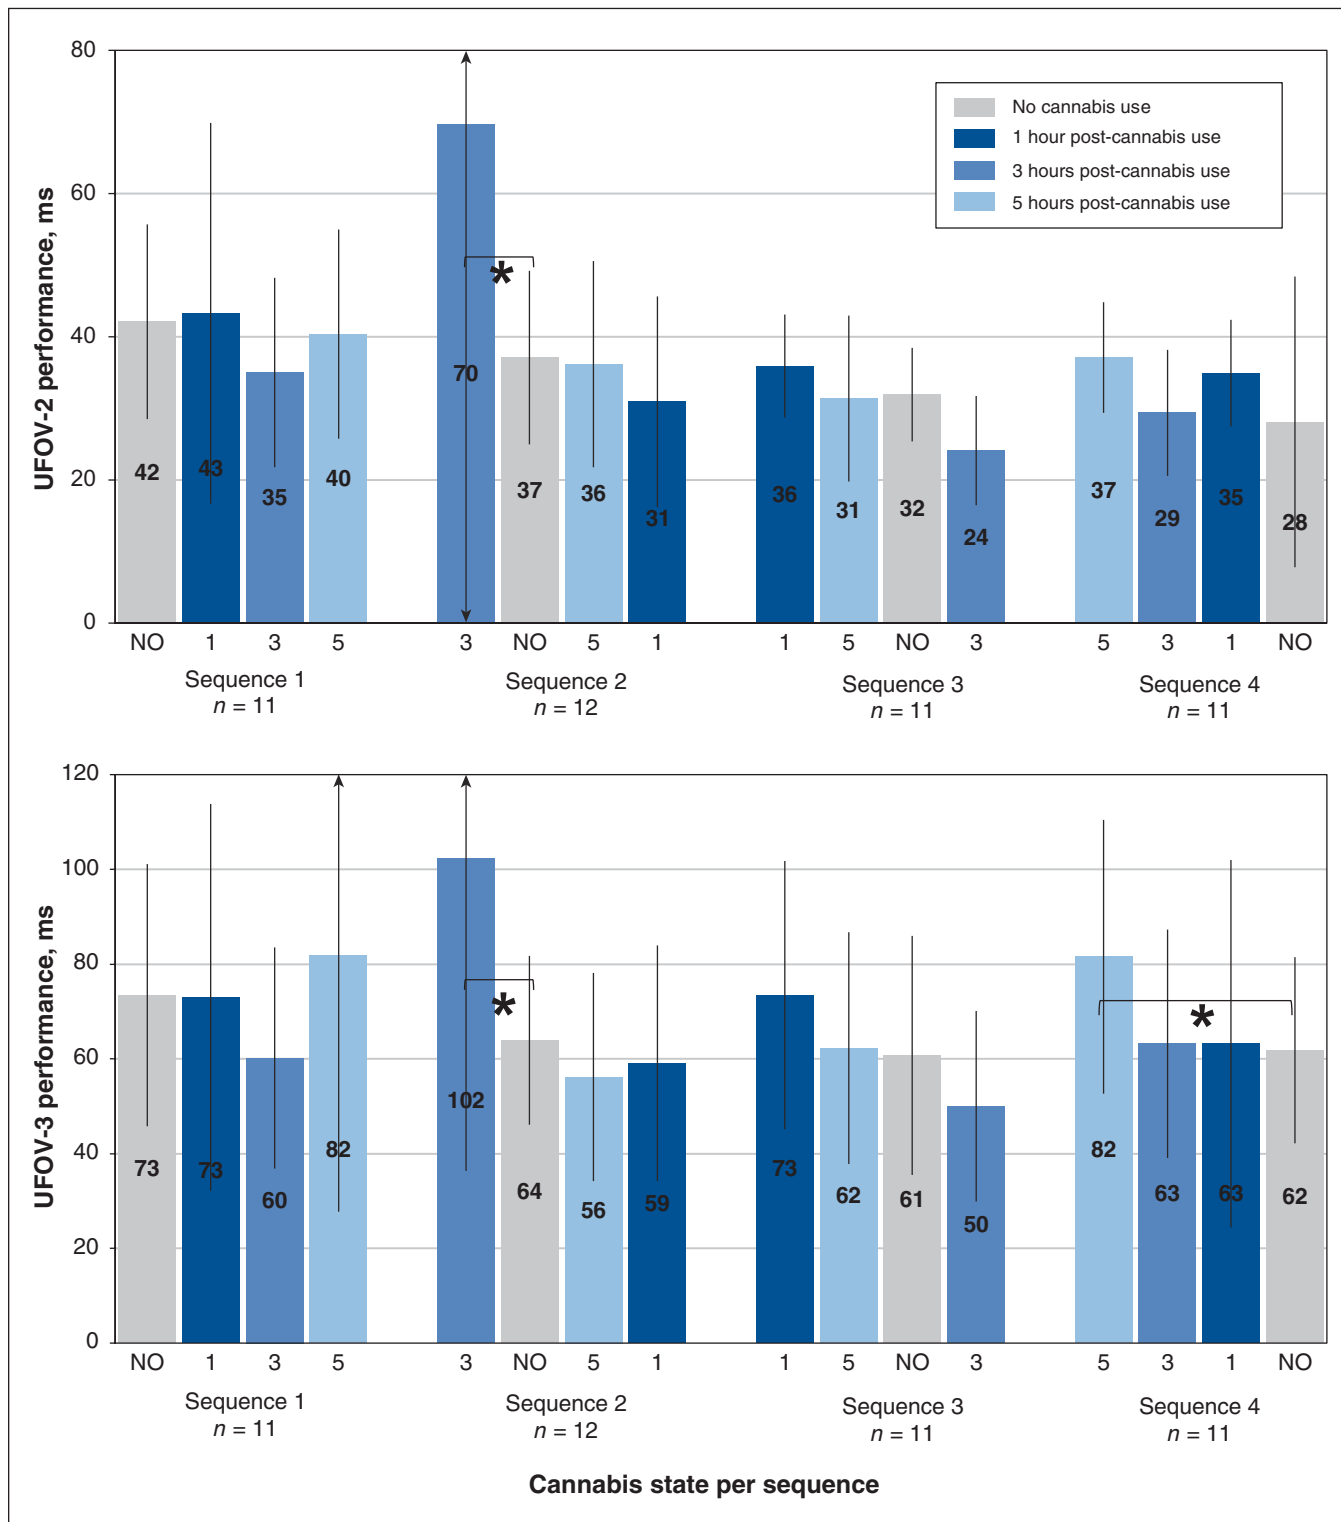 80
60
40
20
0
UFOV-2 performance, ms
No cannabis use
1 hour post-cannabis use
3 hours post-cannabis use
5 hours post-cannabis use
*
42
43
35
40
70
37
36
31
36
31
32
24
37
29
35
28
NO 1 3 5
3 NO 5 1
1 5 NO 3
5 3 1 NO
Sequence 1
n = 11
Sequence 2
n = 12
Sequence 3
n = 11
Sequence 4
n = 11
120
100
80
60
40
20
0
UFOV-3 performance, ms
*
*
73
73
60
82
102
64
56
59
73
62
61
50
82
63
63
62
NO 1 3 5
3 NO 5 1
1 5 NO 3
5 3 1 NO
Sequence 1
n = 11
Sequence 2
n = 12
Sequence 3
n = 11
Sequence 4
n = 11
Cannabis state per sequence